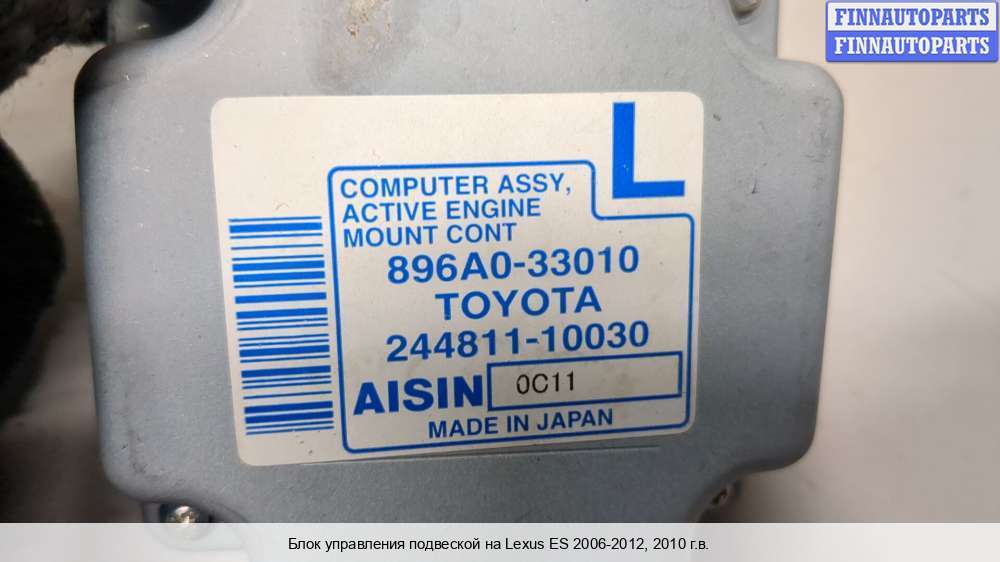 FINNAUTOPARTS
FINNAUTOPARTS
L
COMPUTER ASSY,
ACTIVE ENGINE
MOUNT CONT
896A0-33010
TOYOTA
244811-10030
AISIN 0C11
MADE IN JAPAN
Блок управления подвеской на Lexus ES 2006-2012, 2010 г.в.